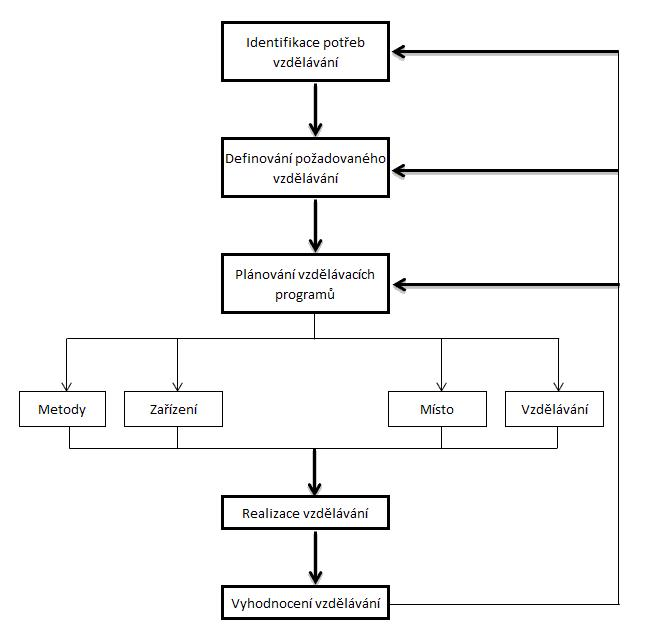 Identifikace potřeb
vzdělávání
Definování požadovaného
vzdělávání
Plánování vzdělávacích
programů
Metody
Zařízení
Místo
Vzdělávání
Realizace vzdělávání
Vyhodnocení vzdělávání